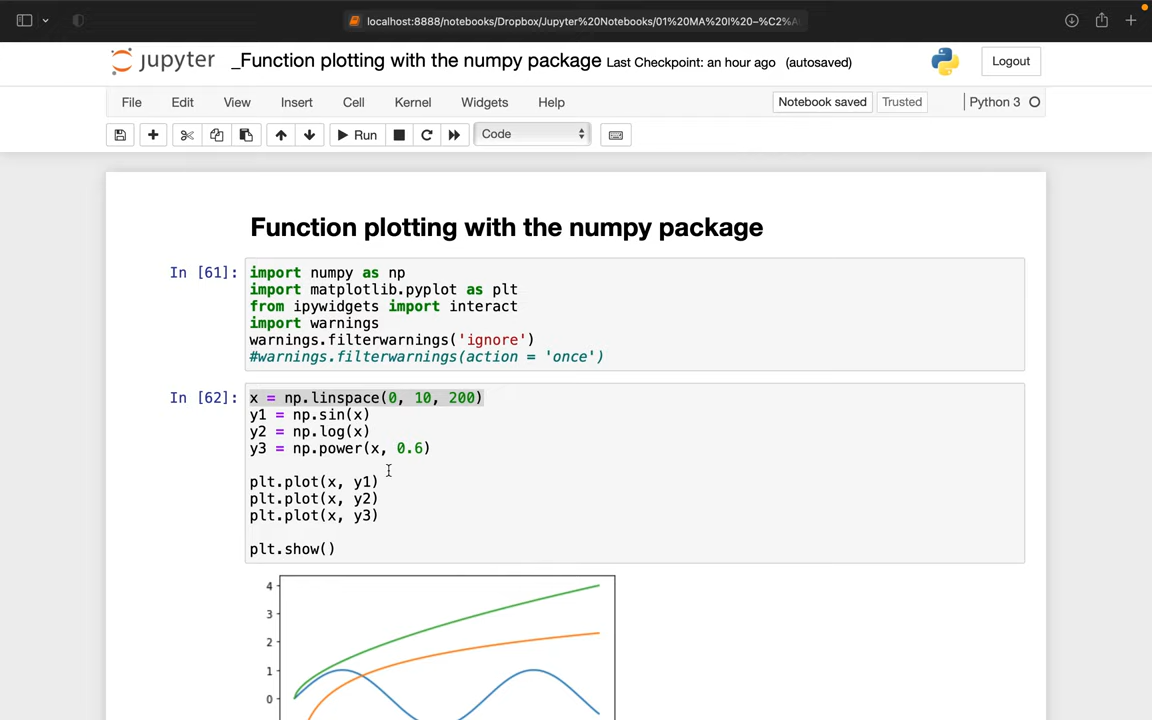 localhost:8888/notebooks/Dropbox/Jupyter%20Notebooks/01%20MA%20I%20–%C2%A
jupyter _Function plotting with the numpy package Last Checkpoint: an hour ago (autosaved) Logout
File Edit View Insert Cell Kernel Widgets Help Notebook saved Trusted Python 3
Run Code
Function plotting with the numpy package
In [61]: import numpy as np
import matplotlib.pyplot as plt
from ipywidgets import interact
import warnings
warnings.filterwarnings('ignore')
#warnings.filterwarnings(action = 'once')
In [62]: x = np.linspace(0, 10, 200)
y1 = np.sin(x)
y2 = np.log(x)
y3 = np.power(x, 0.6)
plt.plot(x, y1)
plt.plot(x, y2)
plt.plot(x, y3)
plt.show()
4
3
2
1
0